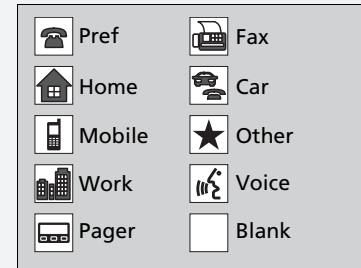 Pref
Fax
Home
Car
Mobile
Other
Work
Voice
Pager
Blank